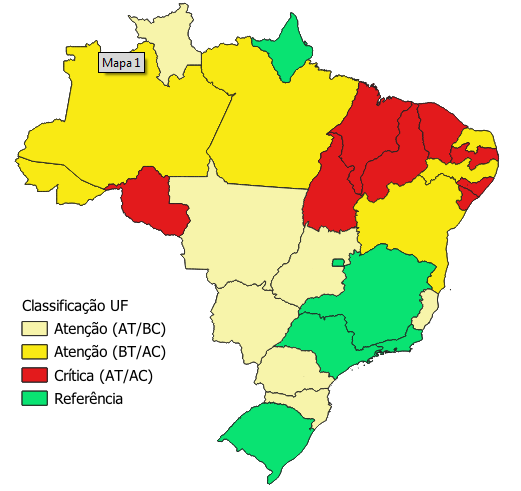 Mapa 1
Classificação UF
Atenção (AT/BC)
Atenção (BT/AC)
Crítica (AT/AC)
Referência